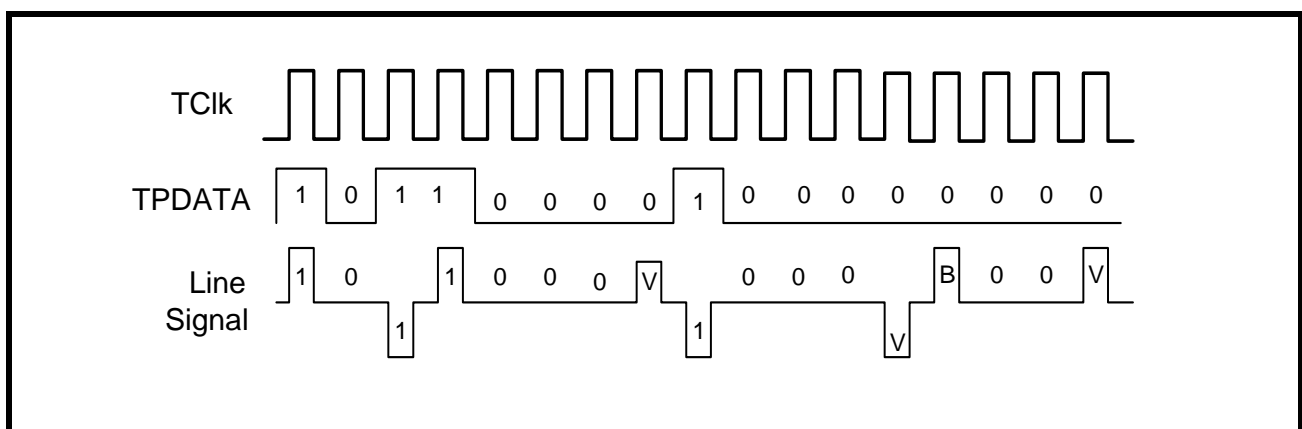 TClk
TPDATA 1 0 1 1 0 0 0 0 1 0 0 0 0 0 0 0 0
Line Signal 1 0 1 1 0 0 0 V 1 0 0 0 V B 0 0 V